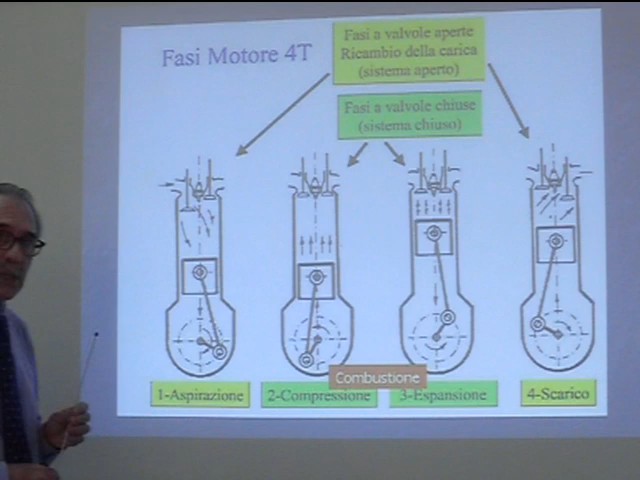 Fasi Motore 4T
Fasi a valvole aperte
Ricambio della carica
(sistema aperto)
Fasi a valvole chiuse
(sistema chiuso)
Combustione
1-Aspirazione
2-Compressione
3-Espansione
4-Scarico